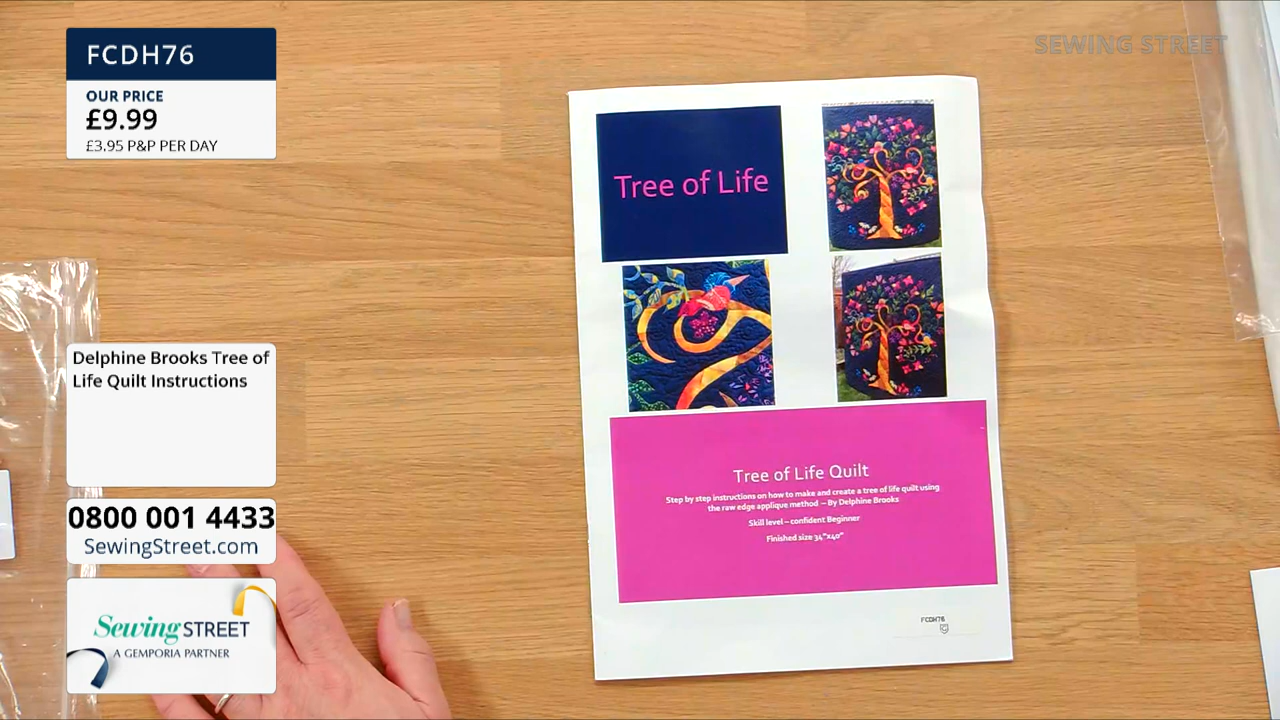 FCDH76
OUR PRICE
£9.99
£3.95 P&P PER DAY
SEWING STREET
Tree of Life
Delphine Brooks Tree of
Life Quilt Instructions
Tree of Life Quilt
Step by step instructions on how to make and create a tree of life quilt using
the raw edge applique method – By Delphine Brooks
Skill level – confident Beginner
Finished size 34"x40"
0800 001 4433
SewingStreet.com
Sewing STREET
A GEMPORIA PARTNER
FCDH76